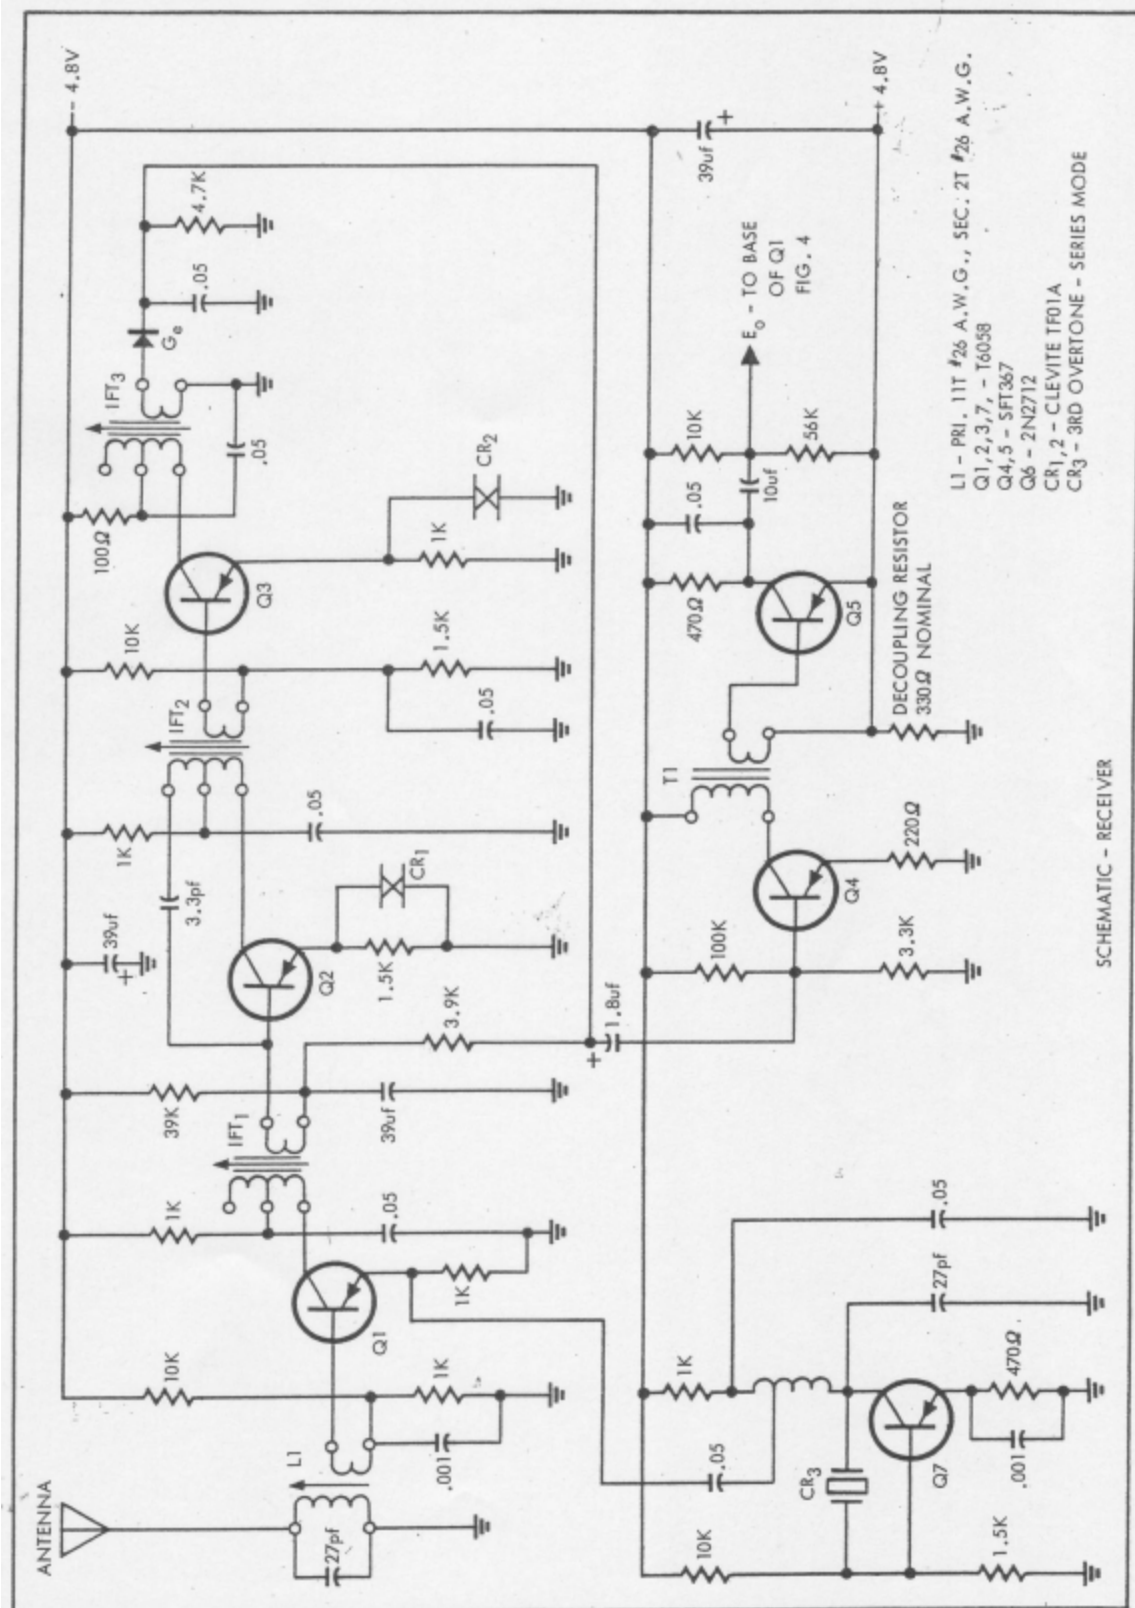 ANTENNA
27pf
L1
.001
10K
1K
Q1
1K
1K
.05
IFT1
39K
39uf
3.9K
39uf
+
3.3pf
Q2
1.5K
CR1
1K
.05
IFT2
10K
.05
1.5K
Q3
1K
CR2
100Ω
.05
IFT3
Ge
.05
4.7K
- 4.8V
10K
CR3
1.5K
.05
Q7
.001
470Ω
1K
27pf
.05
+
1.8uf
100K
3.3K
Q4
220Ω
T1
DECOUPLING RESISTOR
330Ω NOMINAL
470Ω
Q5
.05
10uf
10K
56K
Eo - TO BASE
OF Q1
FIG. 4
39uf
+
+ 4.8V
L1 - PRI. 11T #26 A.W.G., SEC. 2T #26 A.W.G.
Q1,2,3,7, - T6058
Q4,5 - SFT367
Q6 - 2N2712
CR1,2 - CLEVITE TF01A
CR3 - 3RD OVERTONE - SERIES MODE
SCHEMATIC - RECEIVER